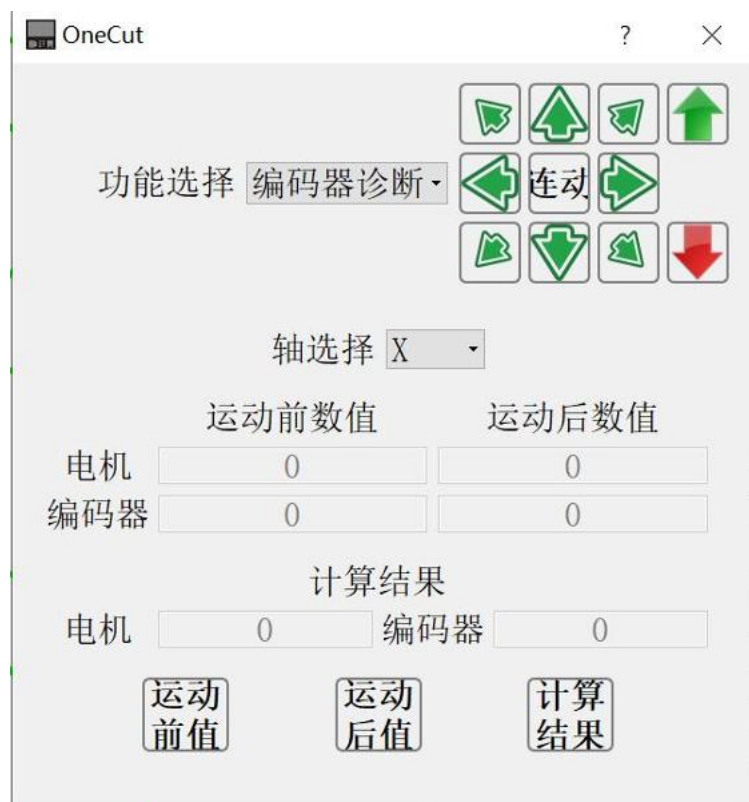 OneCut ? ×
功能选择 编码器诊断 连动
轴选择 X
运动前数值 运动后数值
电机 0 0
编码器 0 0
计算结果
电机 0 编码器 0
运动 运动 计算
前值 后值 结果